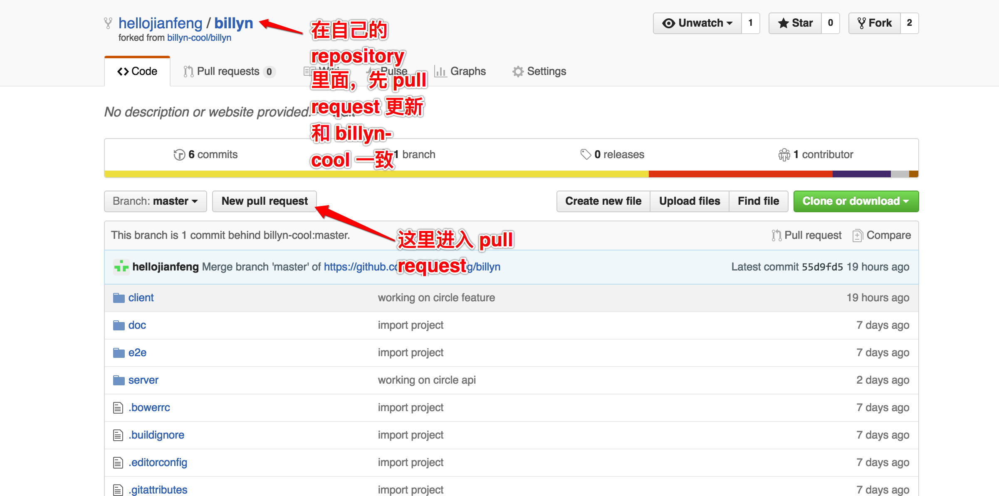 hellojianfeng / billyn
forked from billyn-cool/billyn
Unwatch 1
Star 0
Fork 2
在自己的
repository
里面，先 pull
request 更新
和 billyn-
cool 一致
Code
Pull requests 0
Pulse
Graphs
Settings
No description or website provided.
6 commits
1 branch
0 releases
1 contributor
Branch: master
New pull request
Create new file
Upload files
Find file
Clone or download
这里进入 pull
request
This branch is 1 commit behind billyn-cool:master.
Pull request
Compare
hellojianfeng Merge branch 'master' of https://github.co g/billyn
Latest commit 55d9fd5 19 hours ago
client working on circle feature 19 hours ago
doc import project 7 days ago
e2e import project 7 days ago
server working on circle api 2 days ago
.bowerrc import project 7 days ago
.buildignore import project 7 days ago
.editorconfig import project 7 days ago
.gitattributes import project 7 days ago